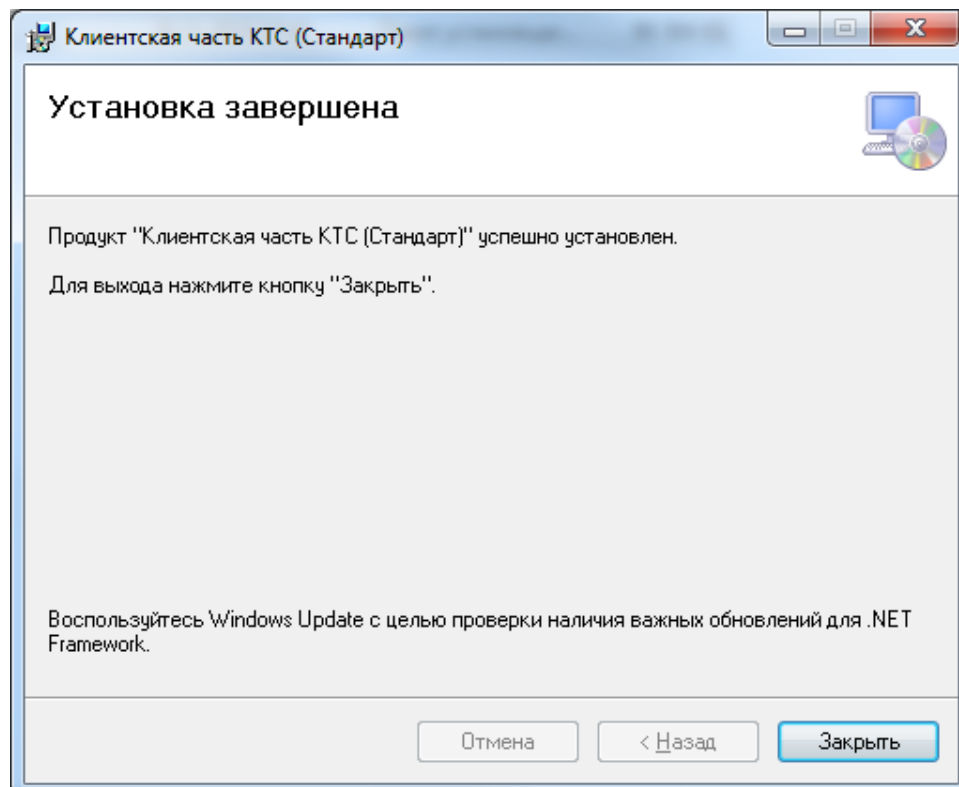 Клиентская часть КТС (Стандарт)
Установка завершена
Продукт "Клиентская часть КТС (Стандарт)" успешно установлен.
Для выхода нажмите кнопку "Закрыть".
Воспользуйтесь Windows Update с целью проверки наличия важных обновлений для .NET
Framework.
Отмена
< Назад
Закрыть